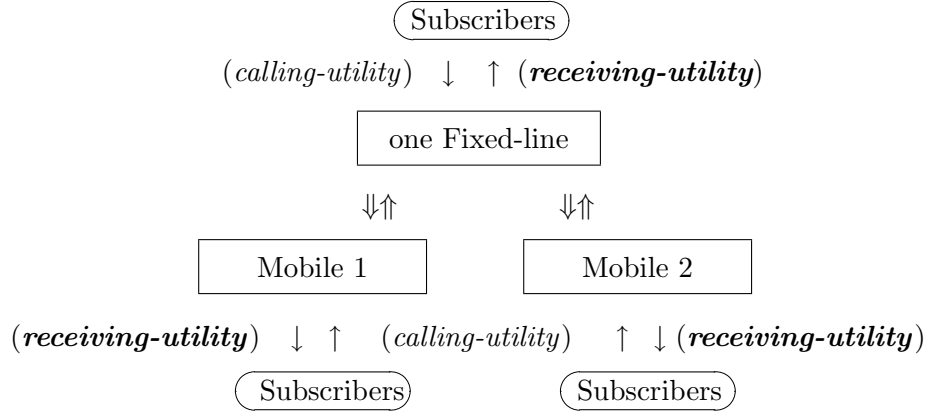 Subscribers
(calling-utility) ↓ ↑ (receiving-utility)
one Fixed-line
⇓⇑ ⇓⇑
Mobile 1 Mobile 2
(receiving-utility) ↓ ↑ (calling-utility) ↑ ↓ (receiving-utility)
Subscribers Subscribers